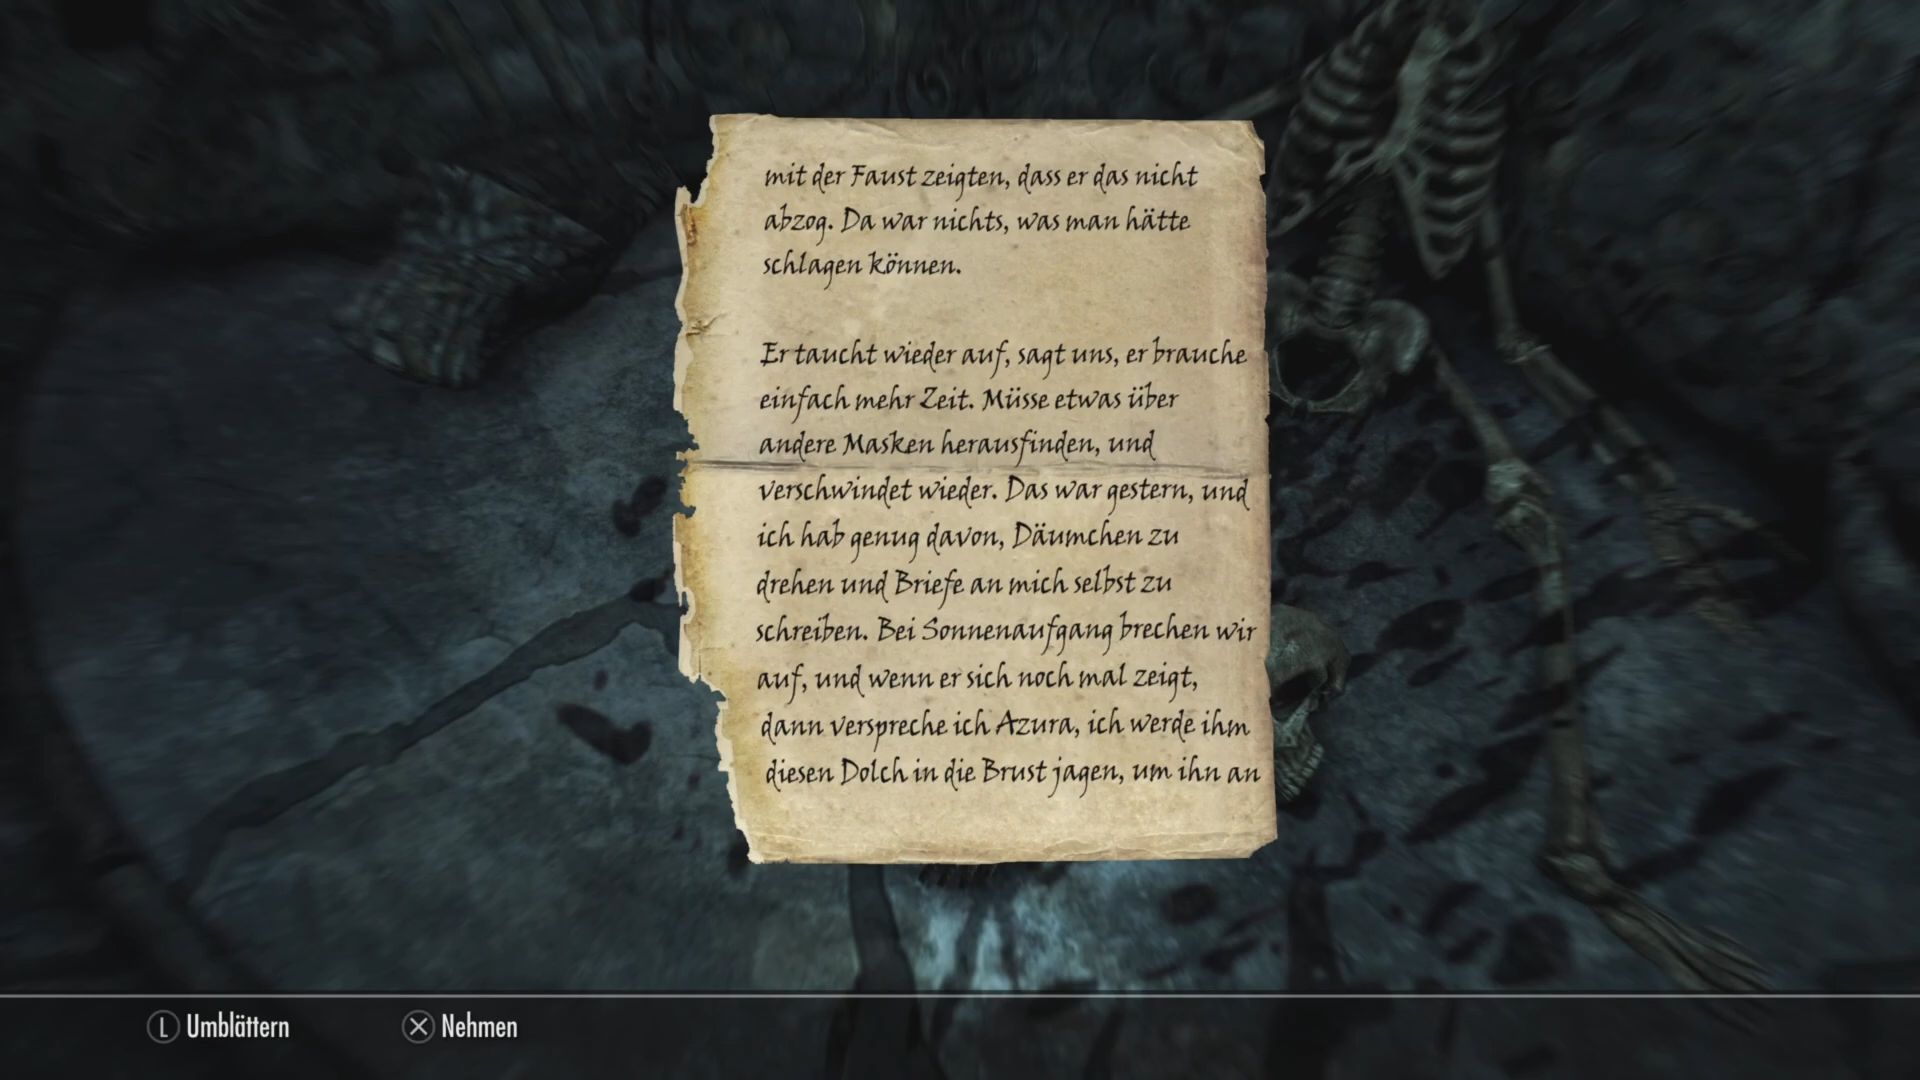 mit der Faust zeigten, dass er das nicht
abzog. Da war nichts, was man hätte
schlagen können.
Er taucht wieder auf, sagt uns, er brauche
einfach mehr Zeit. Müsse etwas über
andere Masken herausfinden, und
verschwindet wieder. Das war gestern, und
ich hab genug davon, Däumchen zu
drehen und Briefe an mich selbst zu
schreiben. Bei Sonnenaufgang brechen wir
auf, und wenn er sich noch mal zeigt,
dann verspreche ich Azura, ich werde ihm
diesen Dolch in die Brust jagen, um ihn an
L Umblättern
X Nehmen